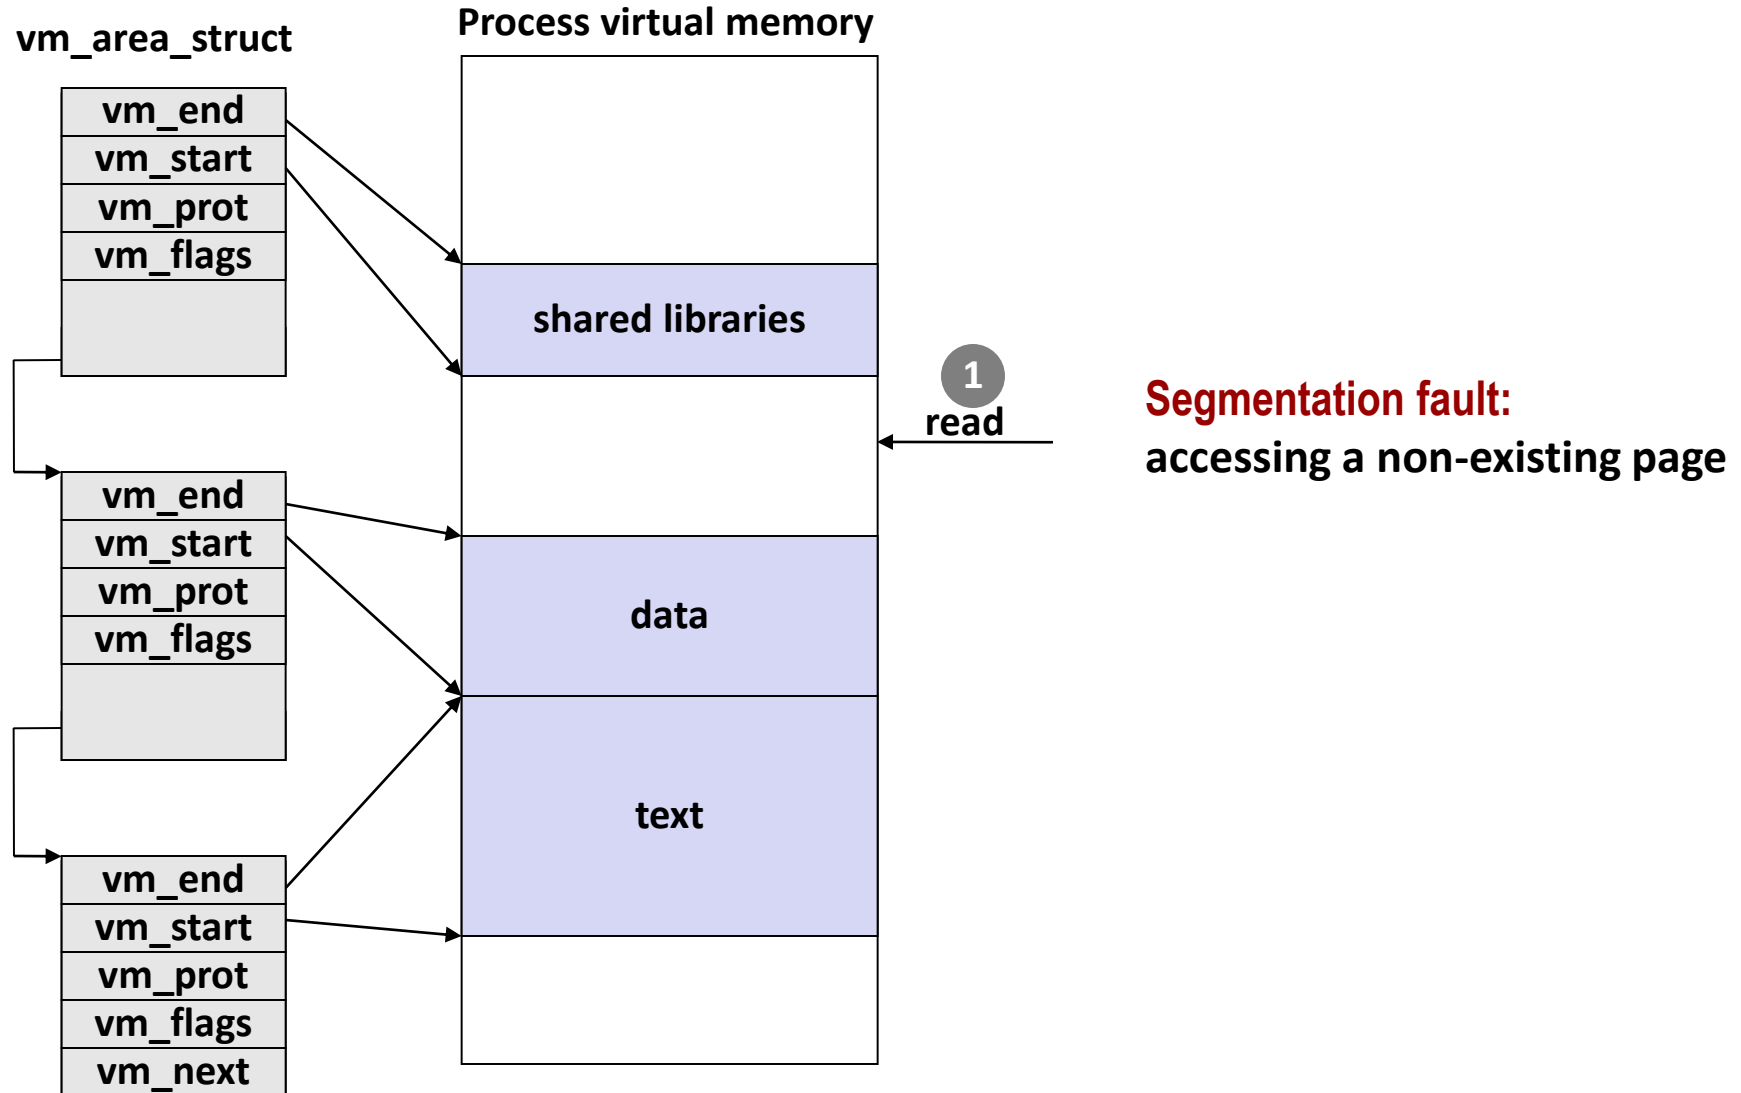 vm_area_struct
Process virtual memory
vm_end
vm_start
vm_prot
vm_flags
shared libraries
1
read
Segmentation fault:
accessing a non-existing page
vm_end
vm_start
vm_prot
vm_flags
data
text
vm_end
vm_start
vm_prot
vm_flags
vm_next